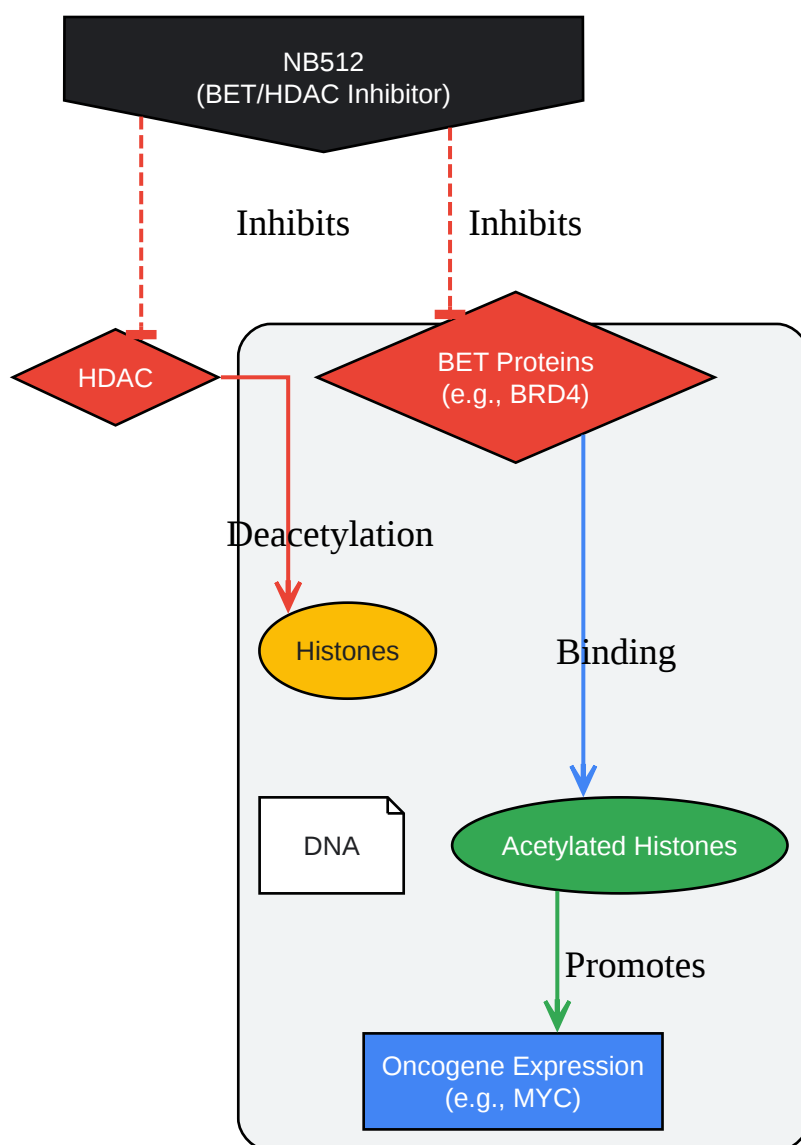 NB512
(BET/HDAC Inhibitor)
Inhibits
Inhibits
HDAC
BET Proteins
(e.g., BRD4)
Deacetylation
Histones
Binding
DNA
Acetylated Histones
Promotes
Oncogene Expression
(e.g., MYC)